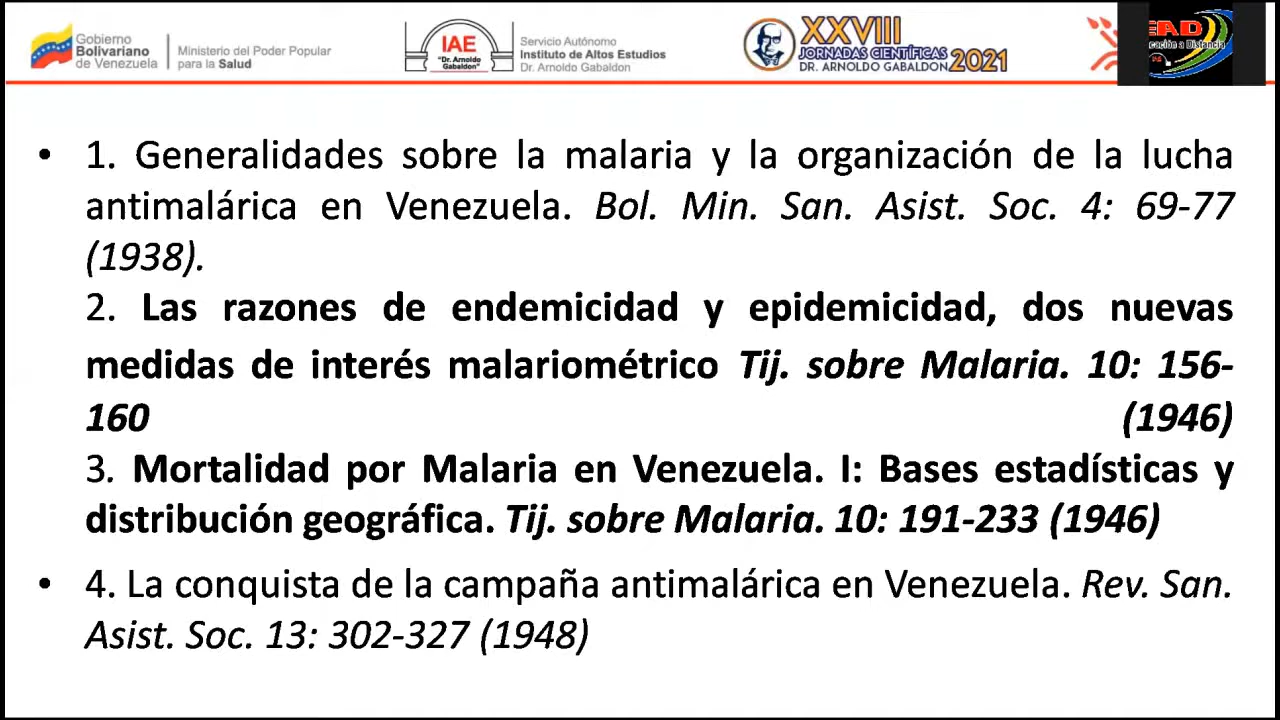 Gobierno
Bolivariano
de Venezuela
Ministerio del Poder Popular
para la Salud
IAE
"Dr. Arnoldo
Gabaldon"
Servicio Autónomo
Instituto de Altos Estudios
Dr. Arnoldo Gabaldon
XXVIII
JORNADAS CIENTÍFICAS
DR. ARNOLDO GABALDON
2021
EAD
cación a Distancia
• 1. Generalidades sobre la malaria y la organización de la lucha
antimalárica en Venezuela. Bol. Min. San. Asist. Soc. 4: 69-77
(1938).
2. Las razones de endemicidad y epidemicidad, dos nuevas
medidas de interés malariométrico Tij. sobre Malaria. 10: 156-
160 (1946)
3. Mortalidad por Malaria en Venezuela. I: Bases estadísticas y
distribución geográfica. Tij. sobre Malaria. 10: 191-233 (1946)
• 4. La conquista de la campaña antimalárica en Venezuela. Rev. San.
Asist. Soc. 13: 302-327 (1948)